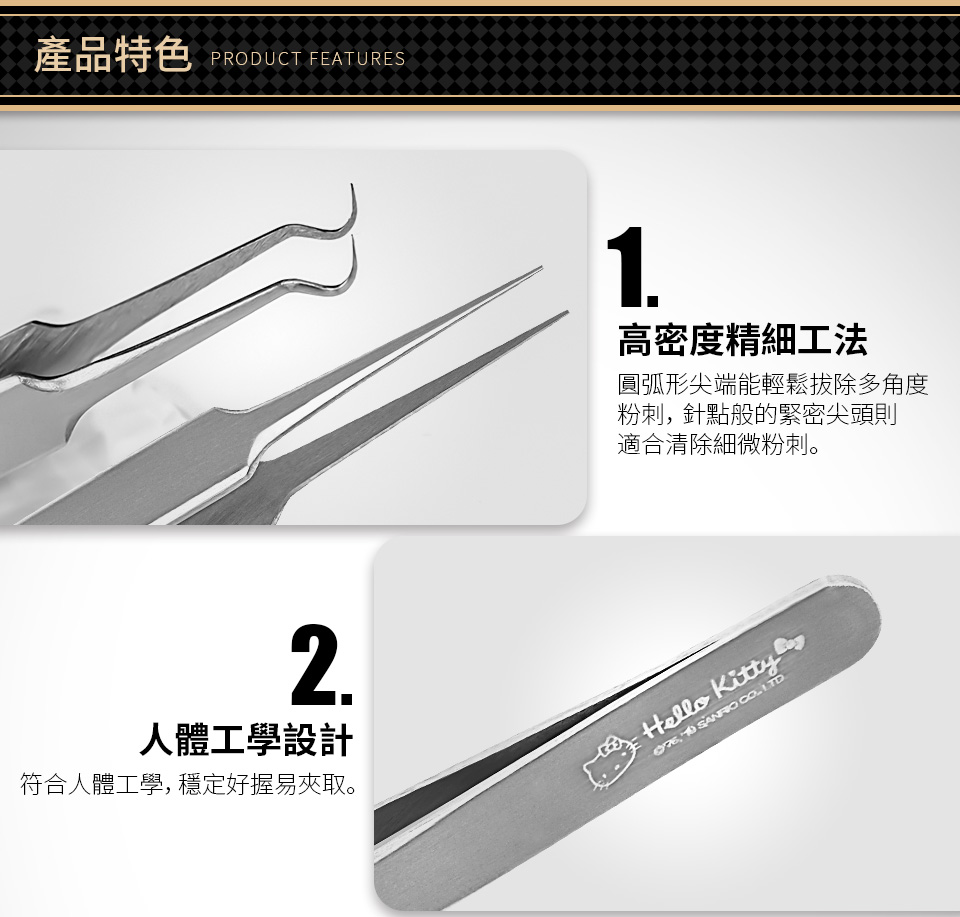 產品特色 PRODUCT FEATURES
1.
高密度精細工法
圓弧形尖端能輕鬆拔除多角度
粉刺，針點般的緊密尖頭則
適合清除細微粉刺。
2.
人體工學設計
符合人體工學，穩定好握易夾取。
Hello Kitty
SANRIO CO., LTD